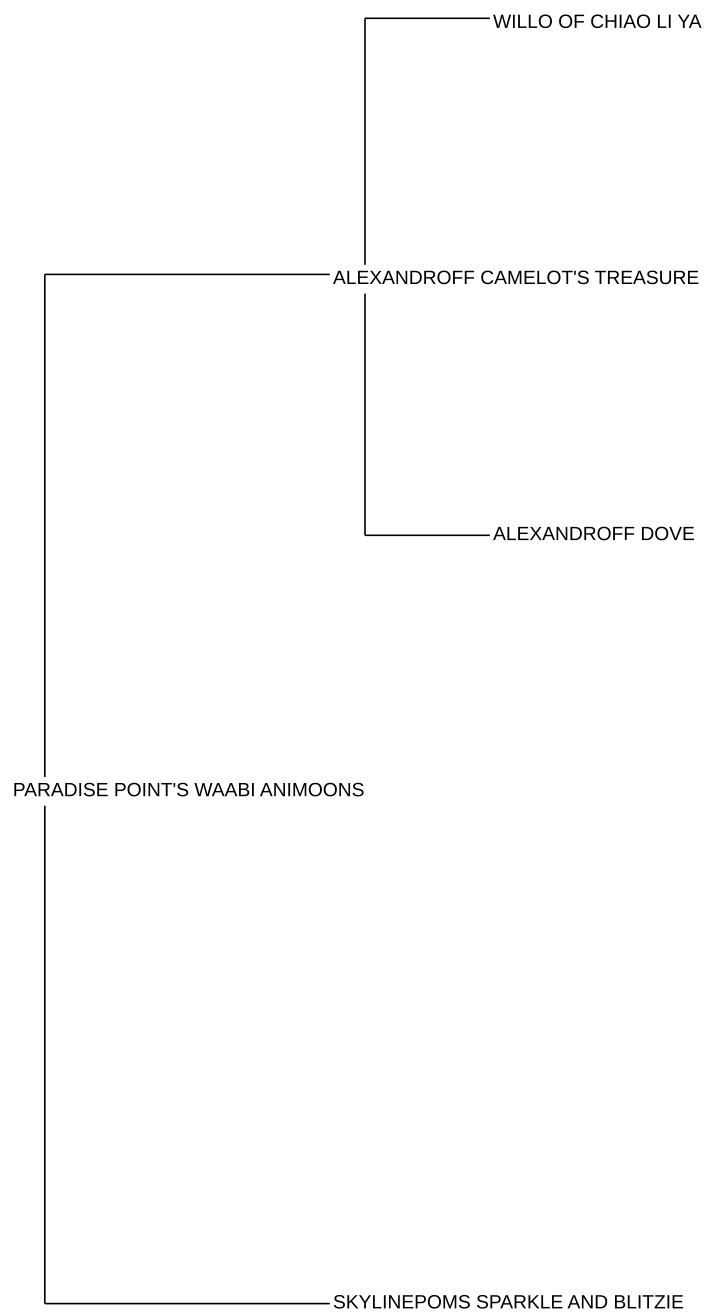 WILLO OF CHIAO LI YA
ALEXANDROFF CAMELOT'S TREASURE
ALEXANDROFF DOVE
PARADISE POINT'S WAABI ANIMOONS
SKYLINEPOMS SPARKLE AND BLITZIE